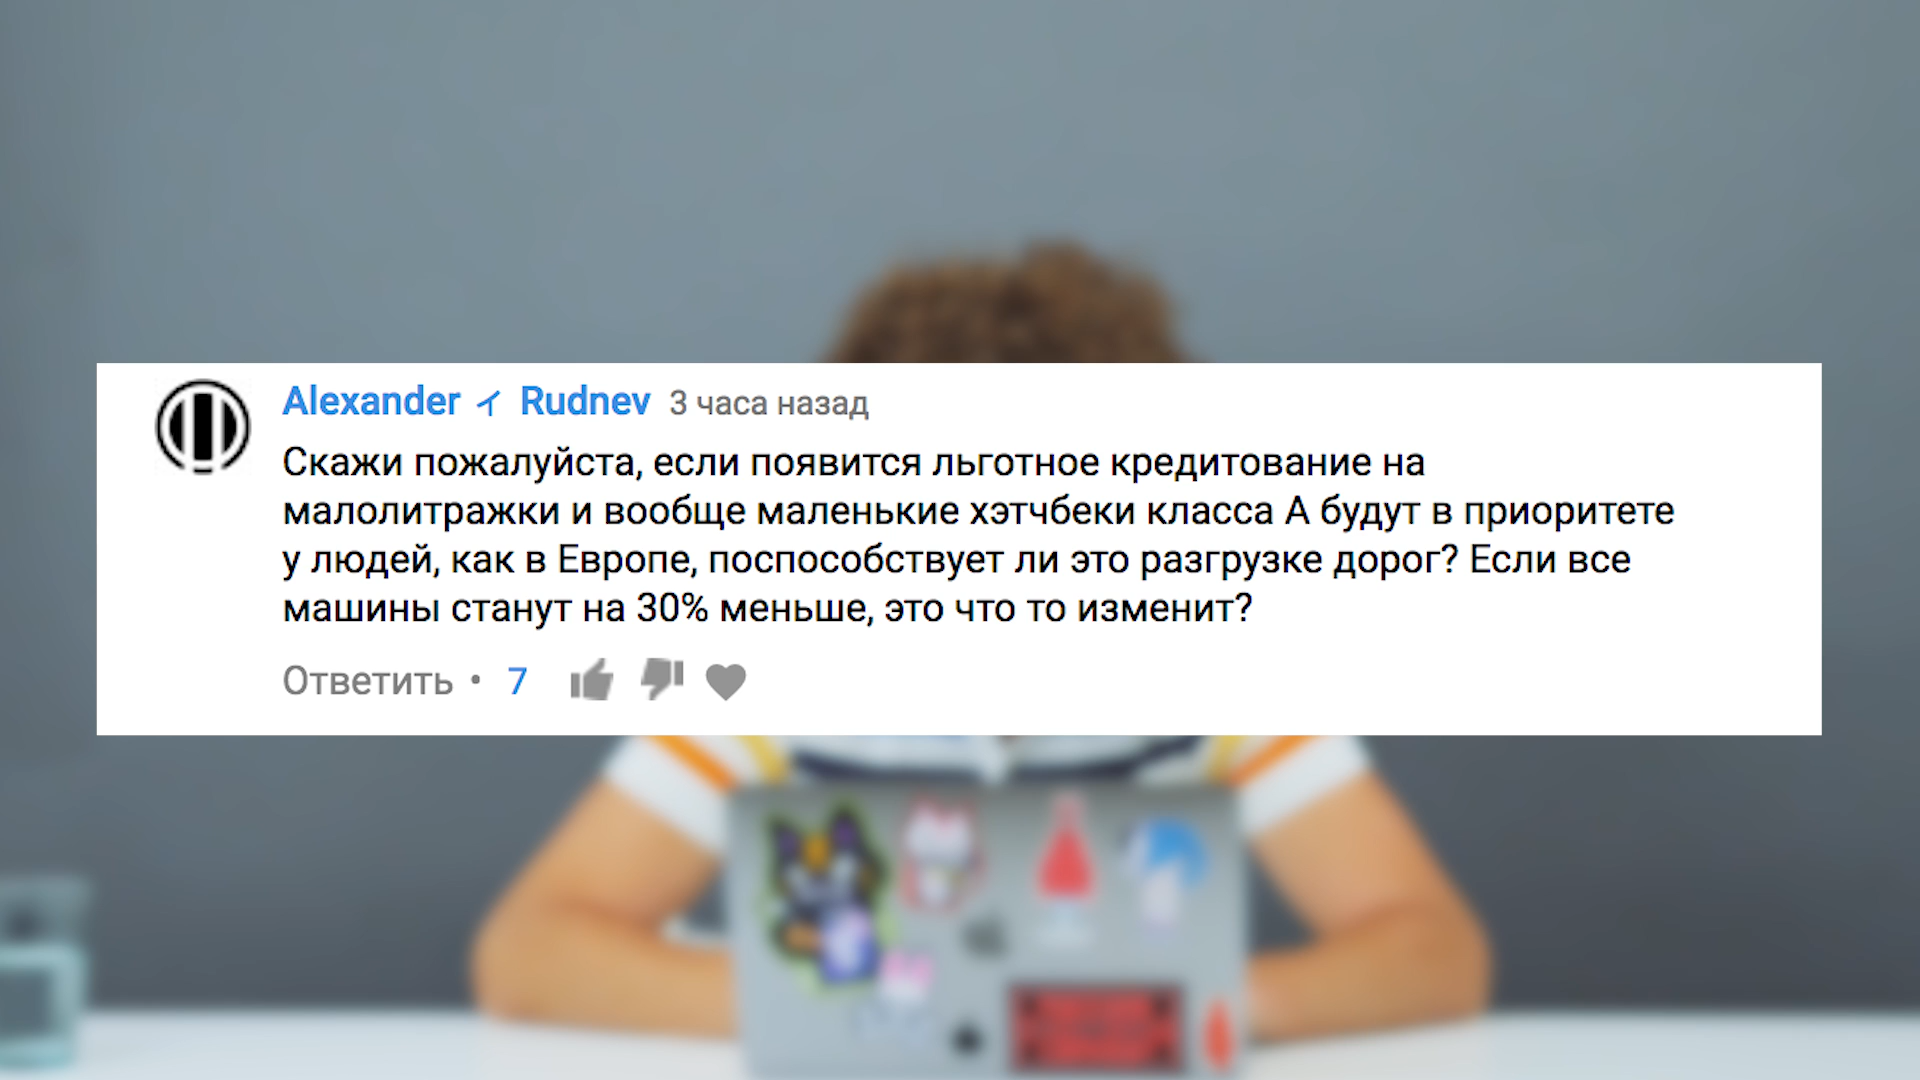 Alexander イ Rudnev 3 часа назад
Скажи пожалуйста, если появится льготное кредитование на
малолитражки и вообще маленькие хэтчбеки класса А будут в приоритете
у людей, как в Европе, поспособствует ли это разгрузке дорог? Если все
машины станут на 30% меньше, это что то изменит?
Ответить • 7